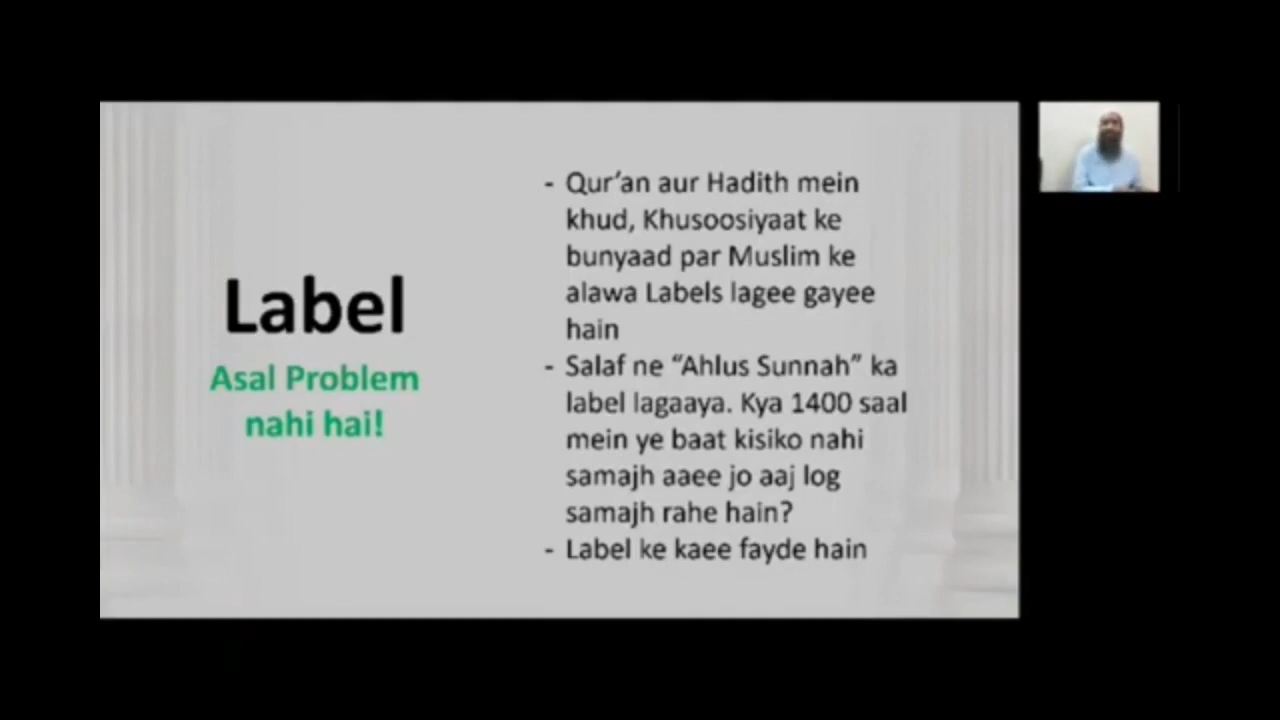 Label
Asal Problem
nahi hai!
- Qur’an aur Hadith mein
khud, Khusoosiyaat ke
bunyaad par Muslim ke
alawa Labels lagee gayee
hain
- Salaf ne “Ahlus Sunnah” ka
label lagaaya. Kya 1400 saal
mein ye baat kisiko nahi
samajh aaee jo aaj log
samajh rahe hain?
- Label ke kaee fayde hain